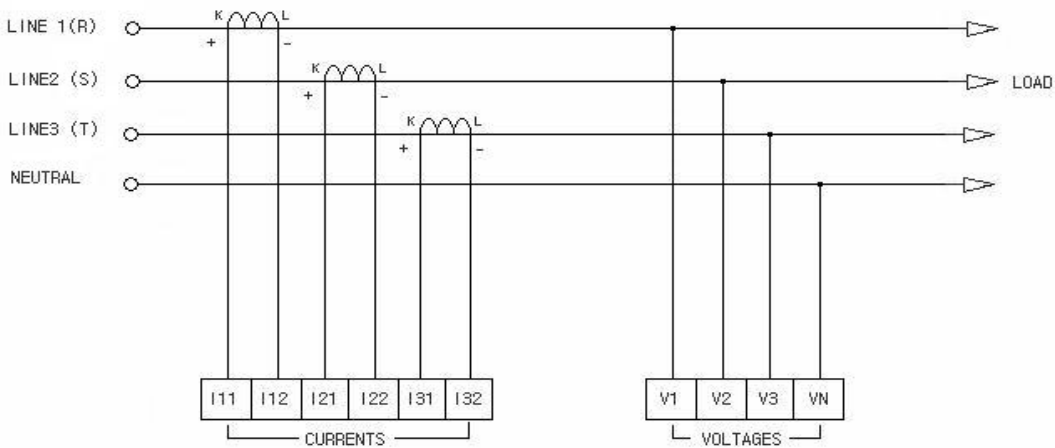 LINE 1(R) K L
+ -
LINE2 (S) K L LOAD
+ -
LINE3 (T) K L
+ -
NEUTRAL
I11 I12 I21 I22 I31 I32 V1 V2 V3 VN
CURRENTS VOLTAGES